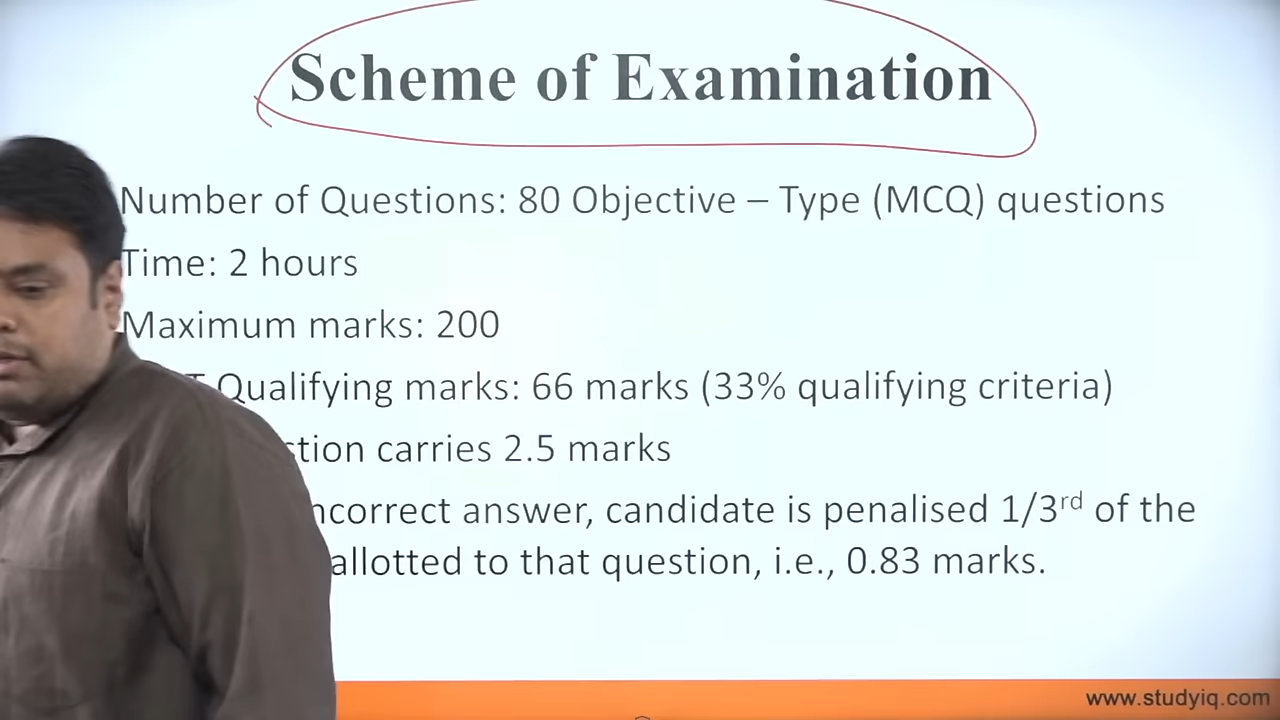 Scheme of Examination
Number of Questions: 80 Objective – Type (MCQ) questions
Time: 2 hours
Maximum marks: 200
Qualifying marks: 66 marks (33% qualifying criteria)
carries 2.5 marks
answer, candidate is penalised 1/3rd of the
allotted to that question, i.e., 0.83 marks.
www.studyiq.com